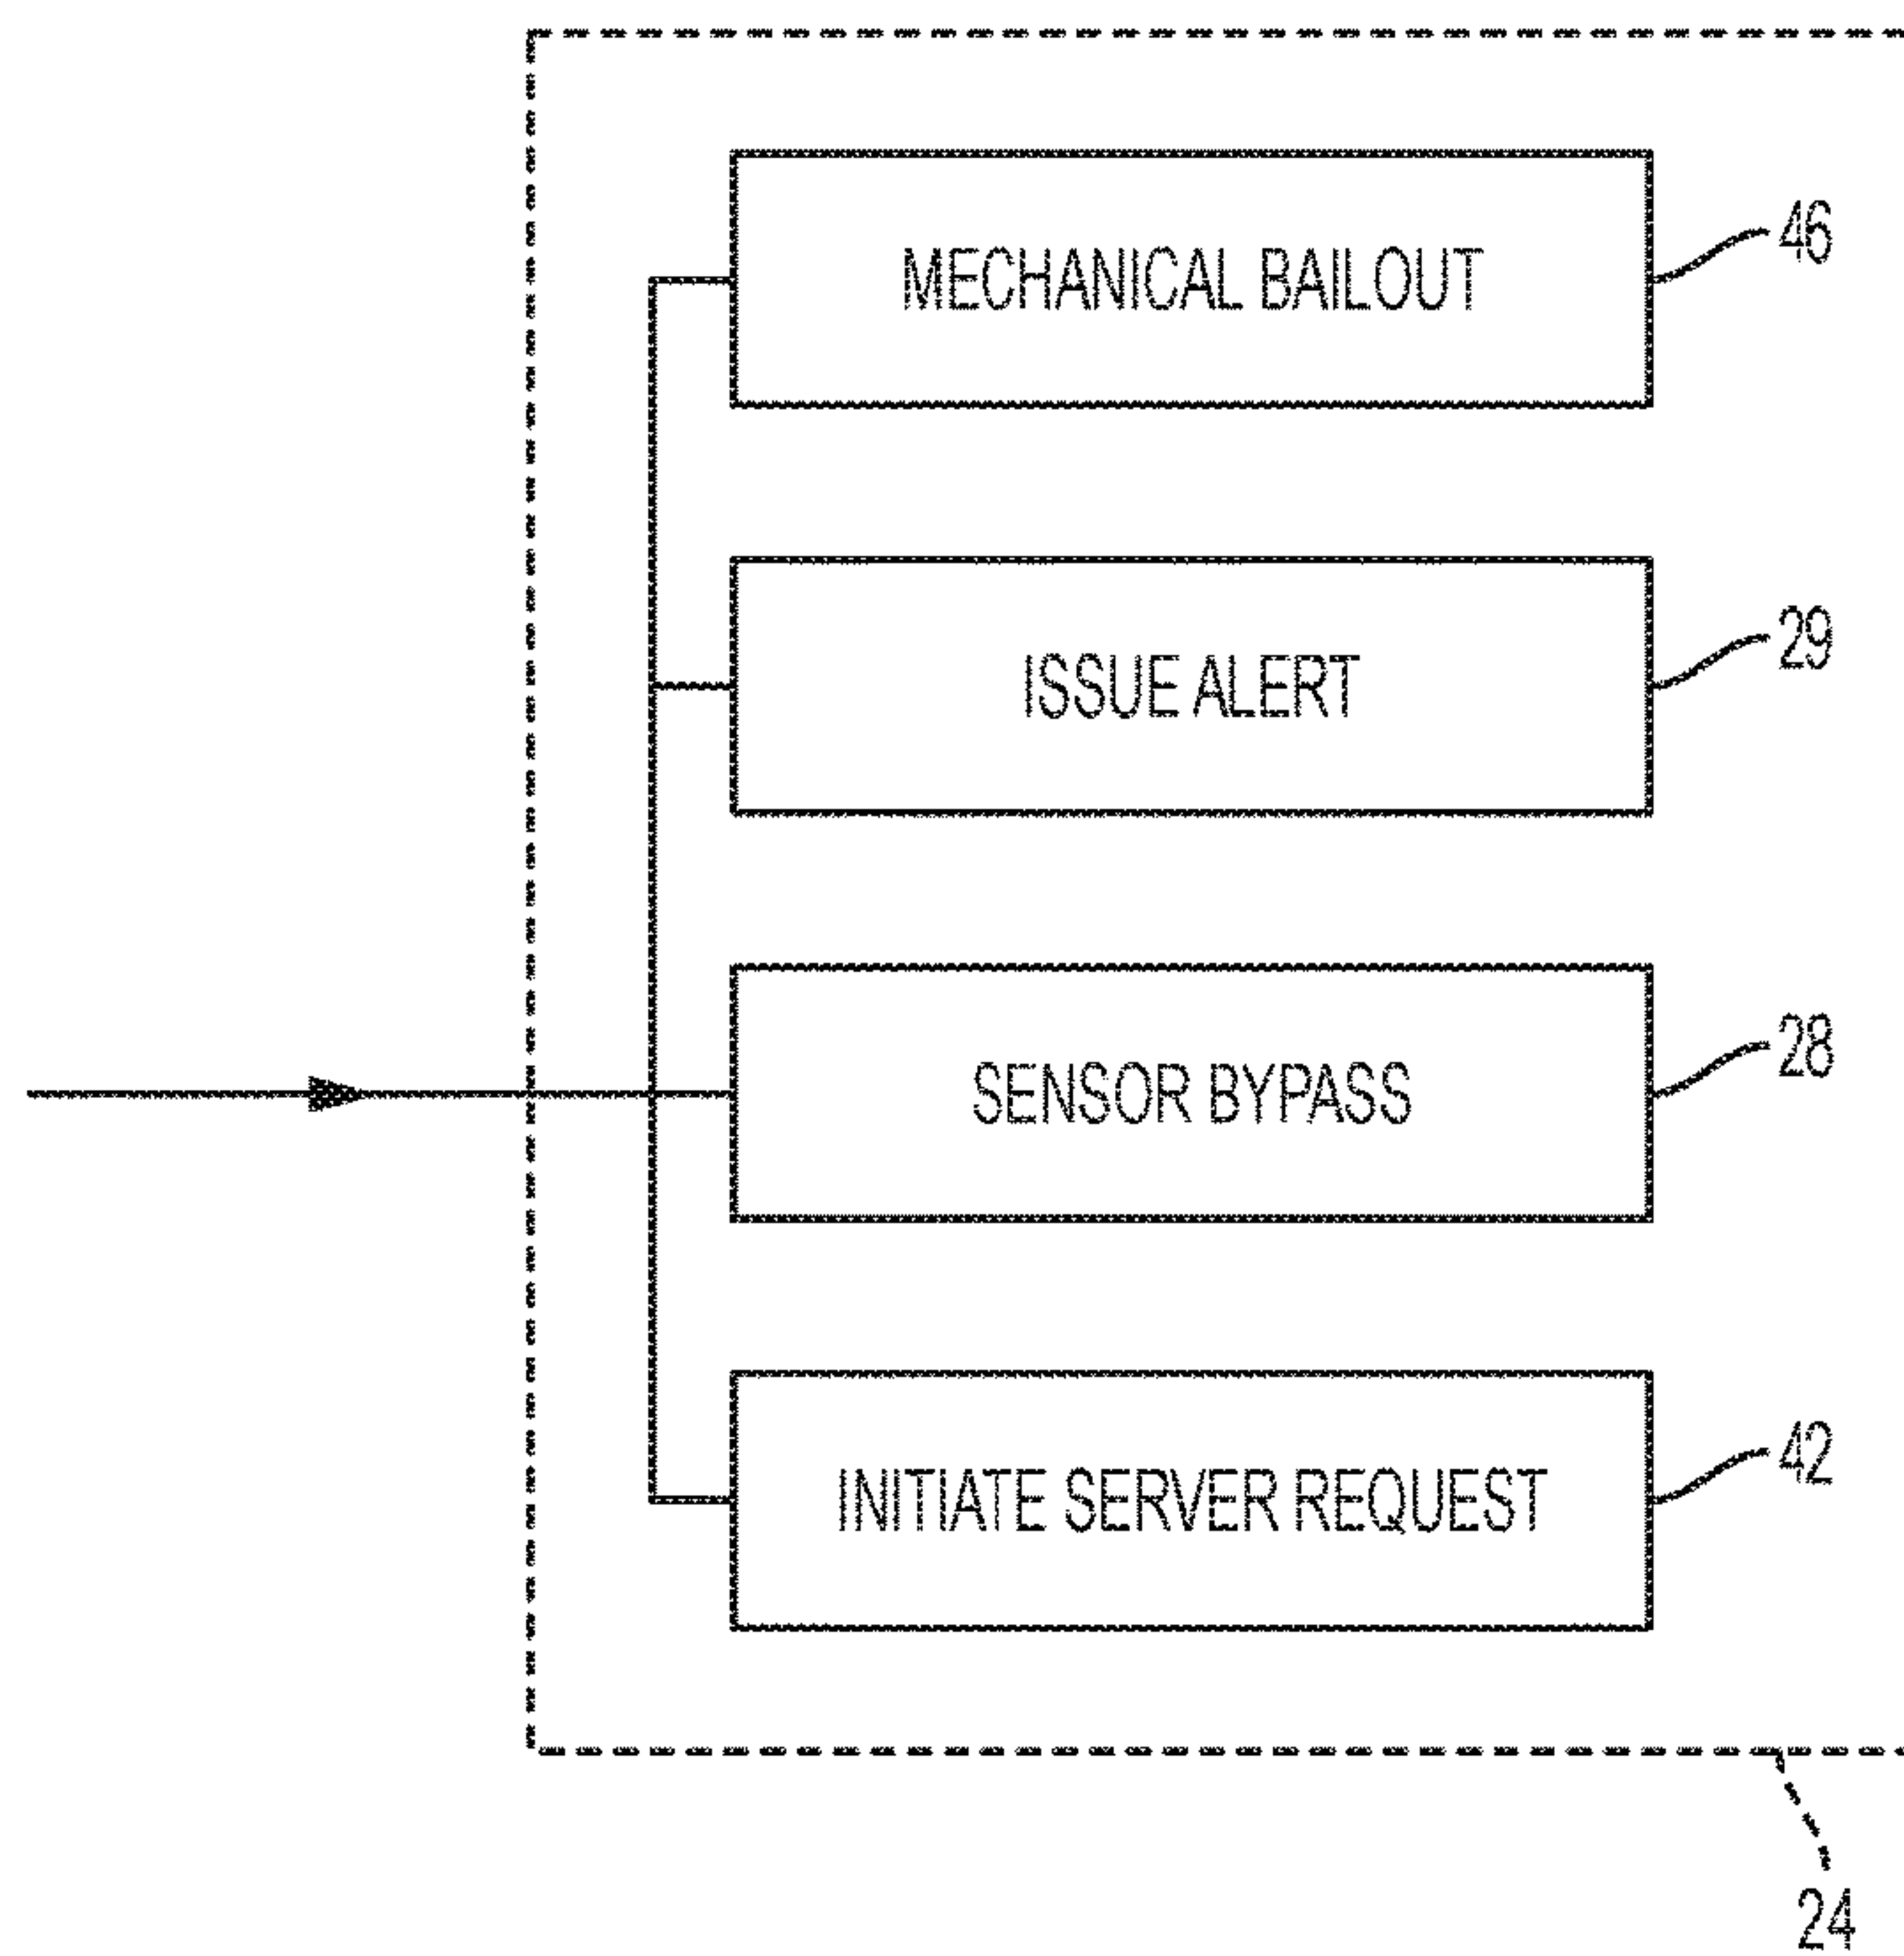 MECHANICAL BAILOUT
46
ISSUE ALERT
29
SENSOR BYPASS
28
INITIATE SERVER REQUEST
42
24